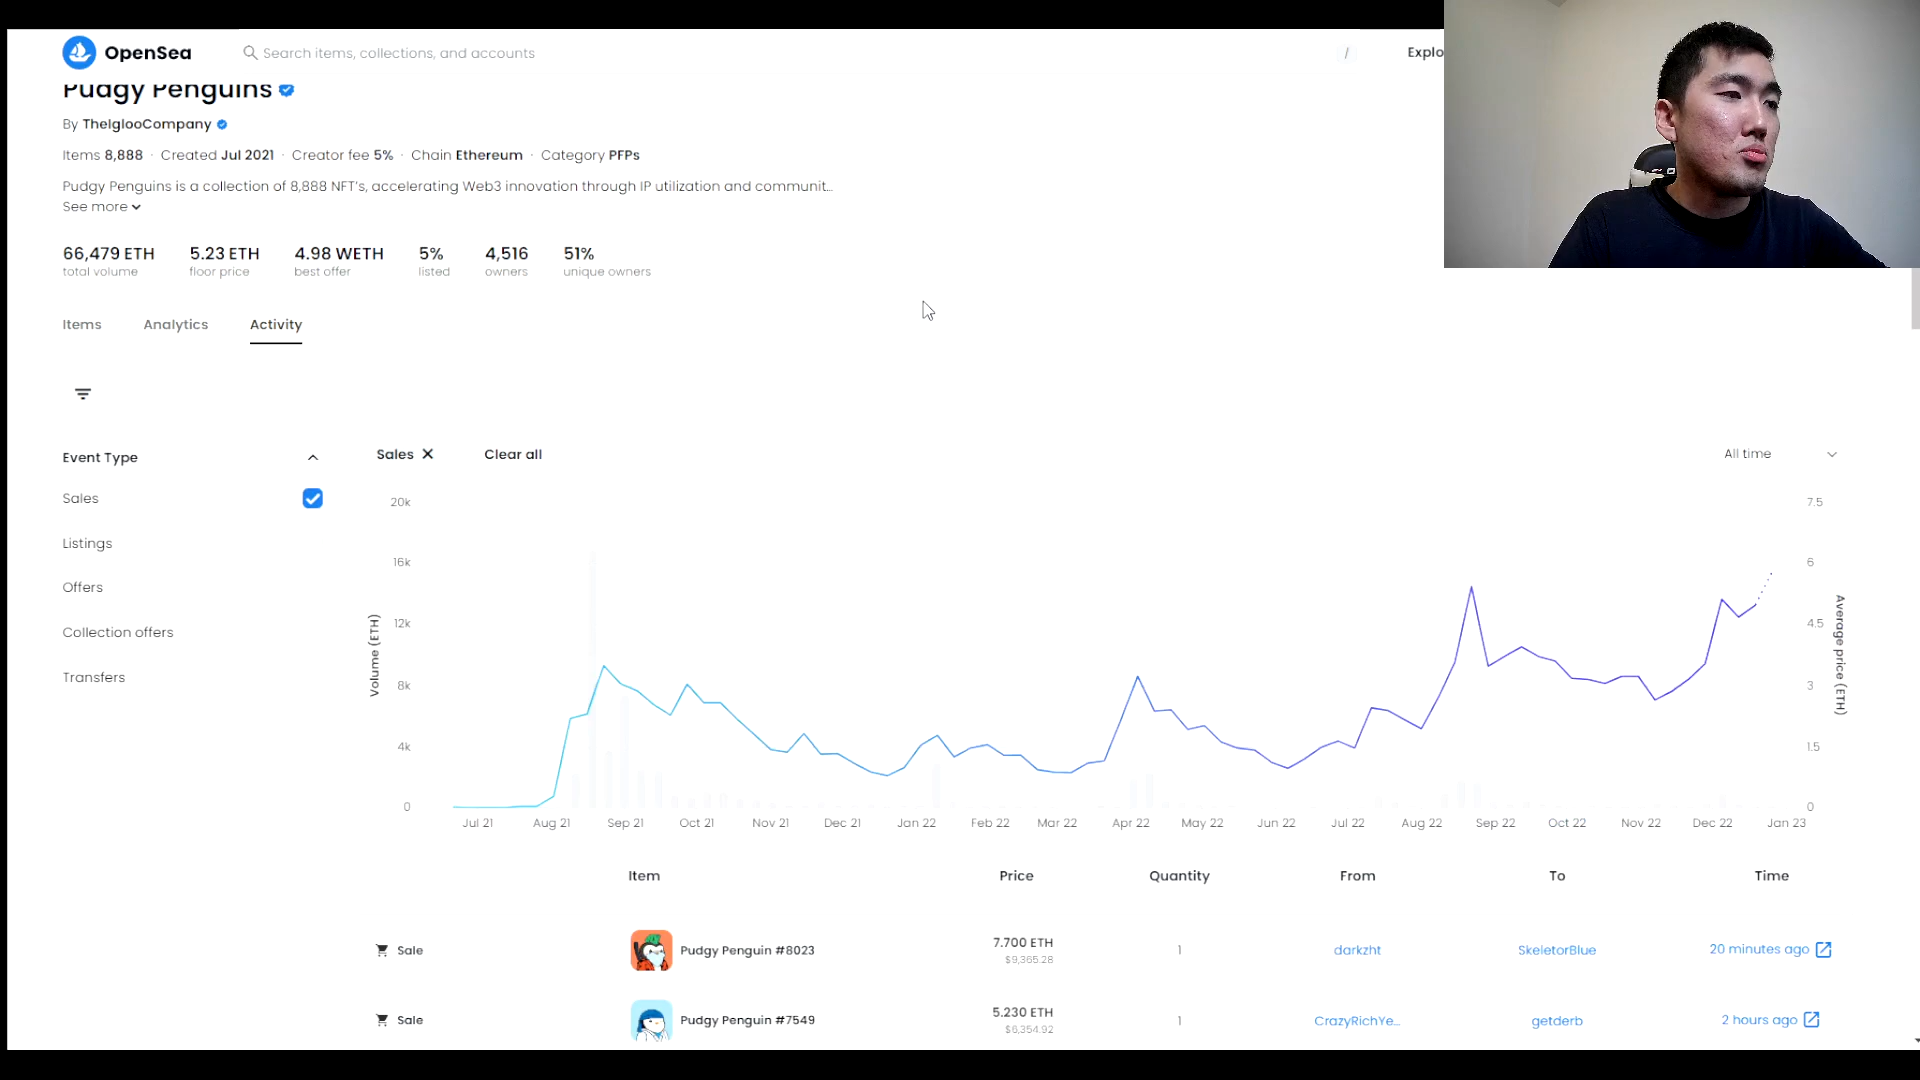 OpenSea
Search items, collections, and accounts
/
Explo
Pudgy Penguins
By TheIglooCompany
Items 8,888 · Created Jul 2021 · Creator fee 5% · Chain Ethereum · Category PFPs
Pudgy Penguins is a collection of 8,888 NFT's, accelerating Web3 innovation through IP utilization and communit...
See more
66,479 ETH 5.23 ETH 4.98 WETH 5% 4,516 51%
total volume floor price best offer listed owners unique owners
Items Analytics Activity
Event Type
Sales
Listings
Offers
Collection offers
Transfers
Sales Clear all
All time
20k
16k
12k
8k
4k
0
Volume (ETH)
7.5
6
4.5
3
1.5
0
Average price (ETH)
Jul 21 Aug 21 Sep 21 Oct 21 Nov 21 Dec 21 Jan 22 Feb 22 Mar 22 Apr 22 May 22 Jun 22 Jul 22 Aug 22 Sep 22 Oct 22 Nov 22 Dec 22 Jan 23
Item Price Quantity From To Time
Sale Pudgy Penguin #8023 7.700 ETH 1 darkzht SkeletorBlue 20 minutes ago
$9,365.28
Sale Pudgy Penguin #7549 5.230 ETH 1 CrazyRichYe... getderb 2 hours ago
$6,354.92